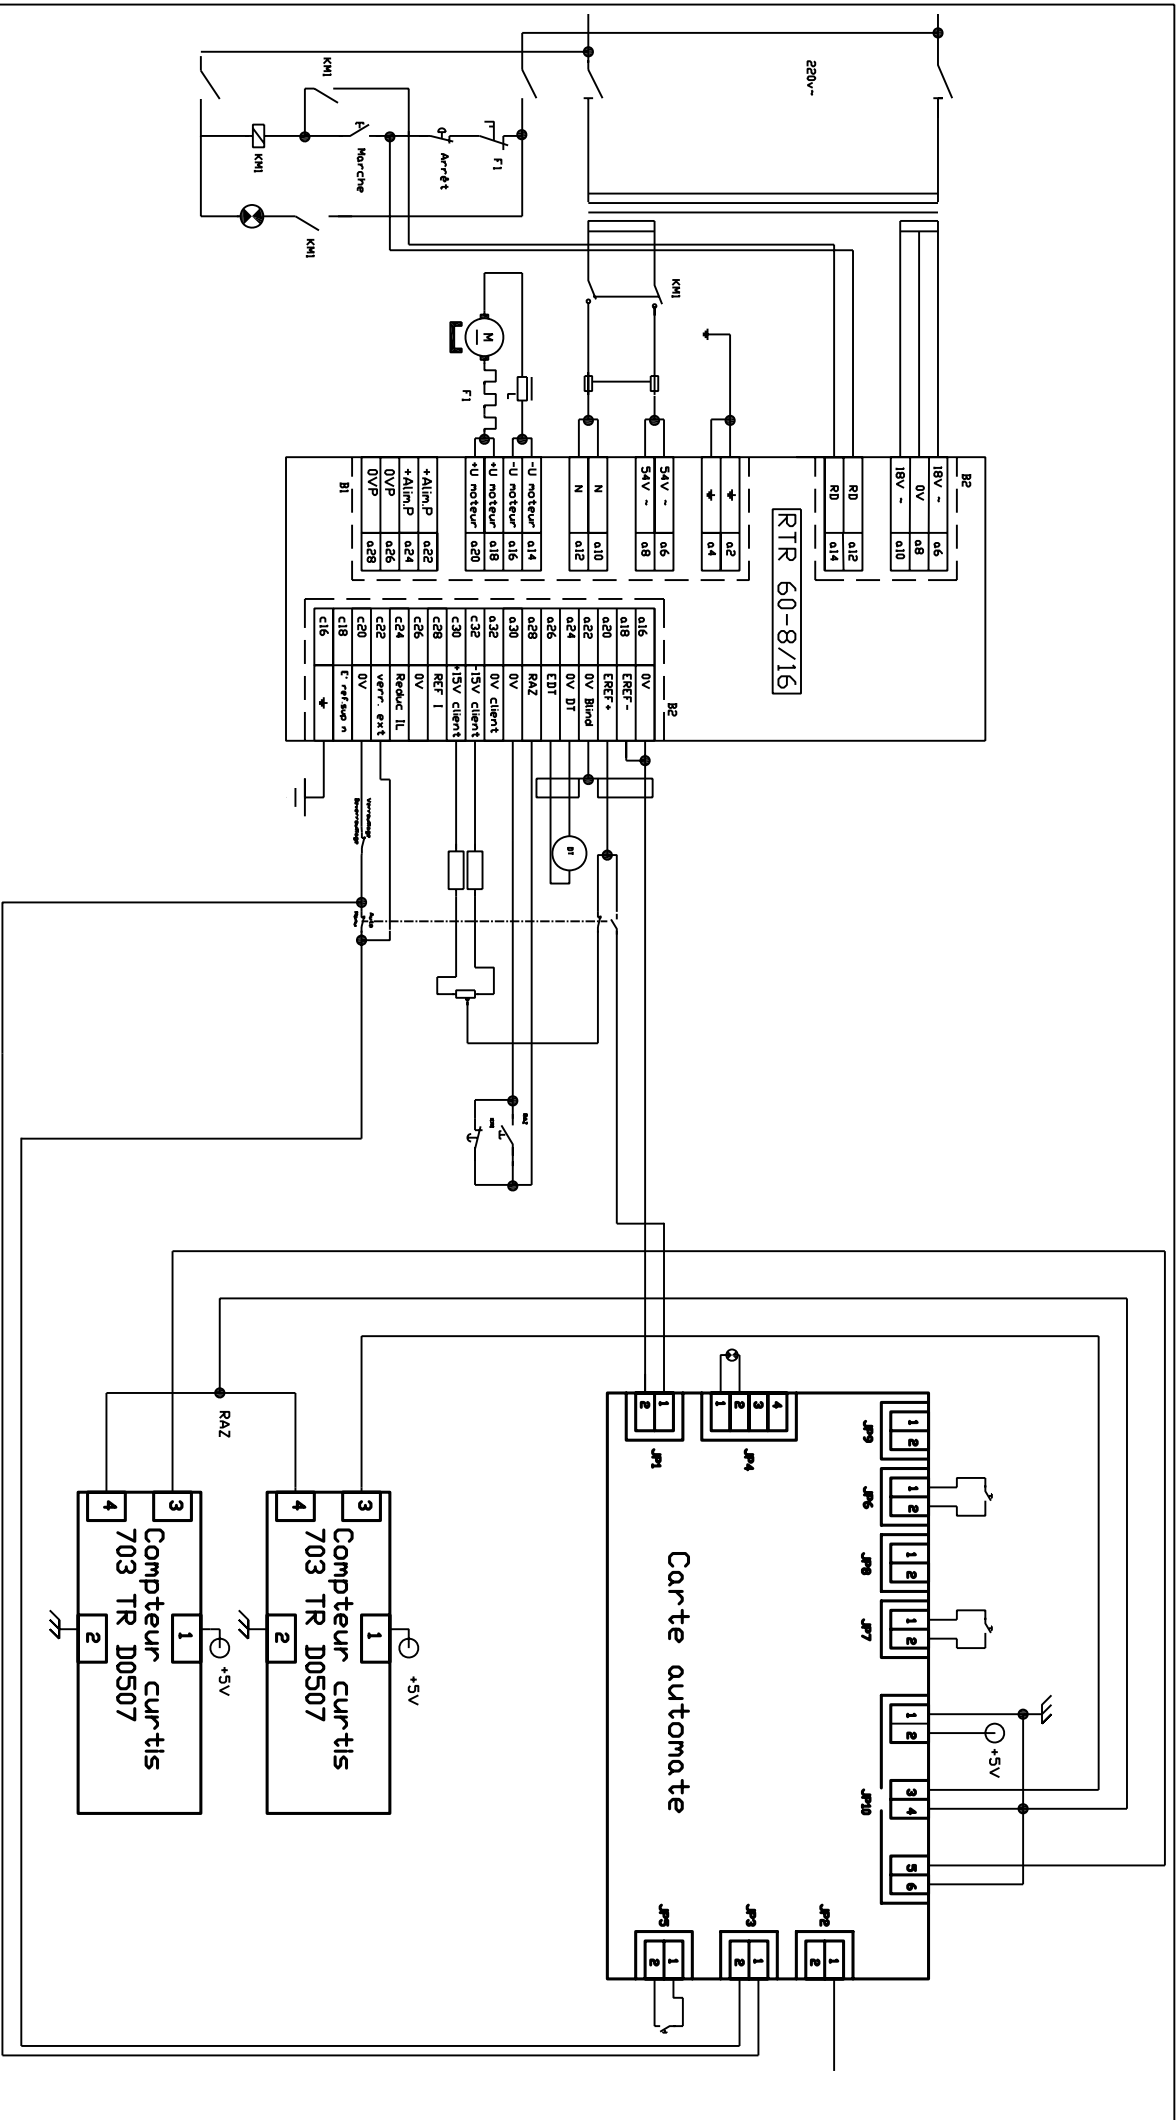 220v~
KM1
KM1
Marche
Arrêt
F1
KM1
KM1
M
F1
L
RTR 60-8/16
B2
18V ~ a6
0V a8
18V ~ a10
RD a12
RD a14
a2
a4
54V ~ a6
54V ~ a8
N a10
N a12
-U moteur a14
-U moteur a16
+U moteur a18
+U moteur a20
+Alim.P a22
+Alim.P a24
0VP a26
0VP a28
B1
B2
a16 0V
a18 EREF-
a20 EREF+
a22 0V Blind
a24 0V DT
a26 EDT
a28 RAZ
a30 0V
a32 0V client
c32 -15V client
c30 +15V client
c28 REF I
c26 0V
c24 Reduc IL
c22 verr. ext
c20 0V
c18 E' ref.sup n
c16
DT
Verrouillage
Deverrouillage
RAZ
Carte automate
JP9
1 2
JP6
1 2
JP8
1 2
JP7
1 2
JP10
1 2 3 4 5 6
+5V
JP4
1 2 3 4
JP1
1 2
JP5
1 2
JP3
1 2
JP2
1 2
RAZ
Compteur curtis
703 TR D0507
3 4 1 2
+5V
Compteur curtis
703 TR D0507
3 4 1 2
+5V